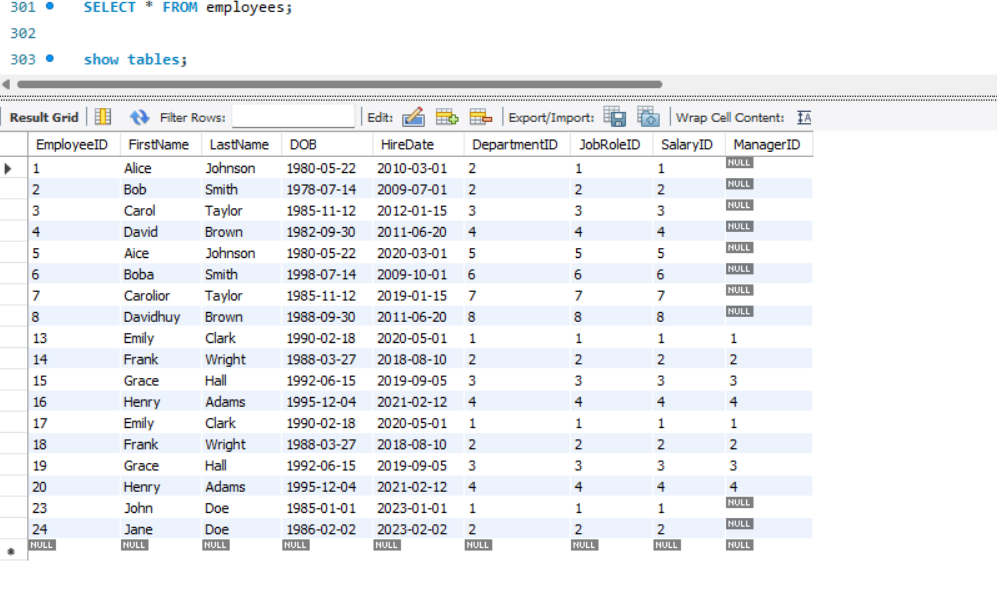 301 SELECT * FROM employees;
302
303 show tables;
Result Grid Filter Rows: Edit: Export/Import: Wrap Cell Content: IA
EmployeeID FirstName LastName DOB HireDate DepartmentID JobRoleID SalaryID ManagerID
1 Alice Johnson 1980-05-22 2010-03-01 2 1 1 NULL
2 Bob Smith 1978-07-14 2009-07-01 2 2 2 NULL
3 Carol Taylor 1985-11-12 2012-01-15 3 3 3 NULL
4 David Brown 1982-09-30 2011-06-20 4 4 4 NULL
5 Aice Johnson 1980-05-22 2020-03-01 5 5 5 NULL
6 Boba Smith 1998-07-14 2009-10-01 6 6 6 NULL
7 Carolior Taylor 1985-11-12 2019-01-15 7 7 7 NULL
8 Davidhuy Brown 1988-09-30 2011-06-20 8 8 8 NULL
13 Emily Clark 1990-02-18 2020-05-01 1 1 1 1
14 Frank Wright 1988-03-27 2018-08-10 2 2 2 2
15 Grace Hall 1992-06-15 2019-09-05 3 3 3 3
16 Henry Adams 1995-12-04 2021-02-12 4 4 4 4
17 Emily Clark 1990-02-18 2020-05-01 1 1 1 1
18 Frank Wright 1988-03-27 2018-08-10 2 2 2 2
19 Grace Hall 1992-06-15 2019-09-05 3 3 3 3
20 Henry Adams 1995-12-04 2021-02-12 4 4 4 4
23 John Doe 1985-01-01 2023-01-01 1 1 1 NULL
24 Jane Doe 1986-02-02 2023-02-02 2 2 2 NULL
NULL NULL NULL NULL NULL NULL NULL NULL NULL